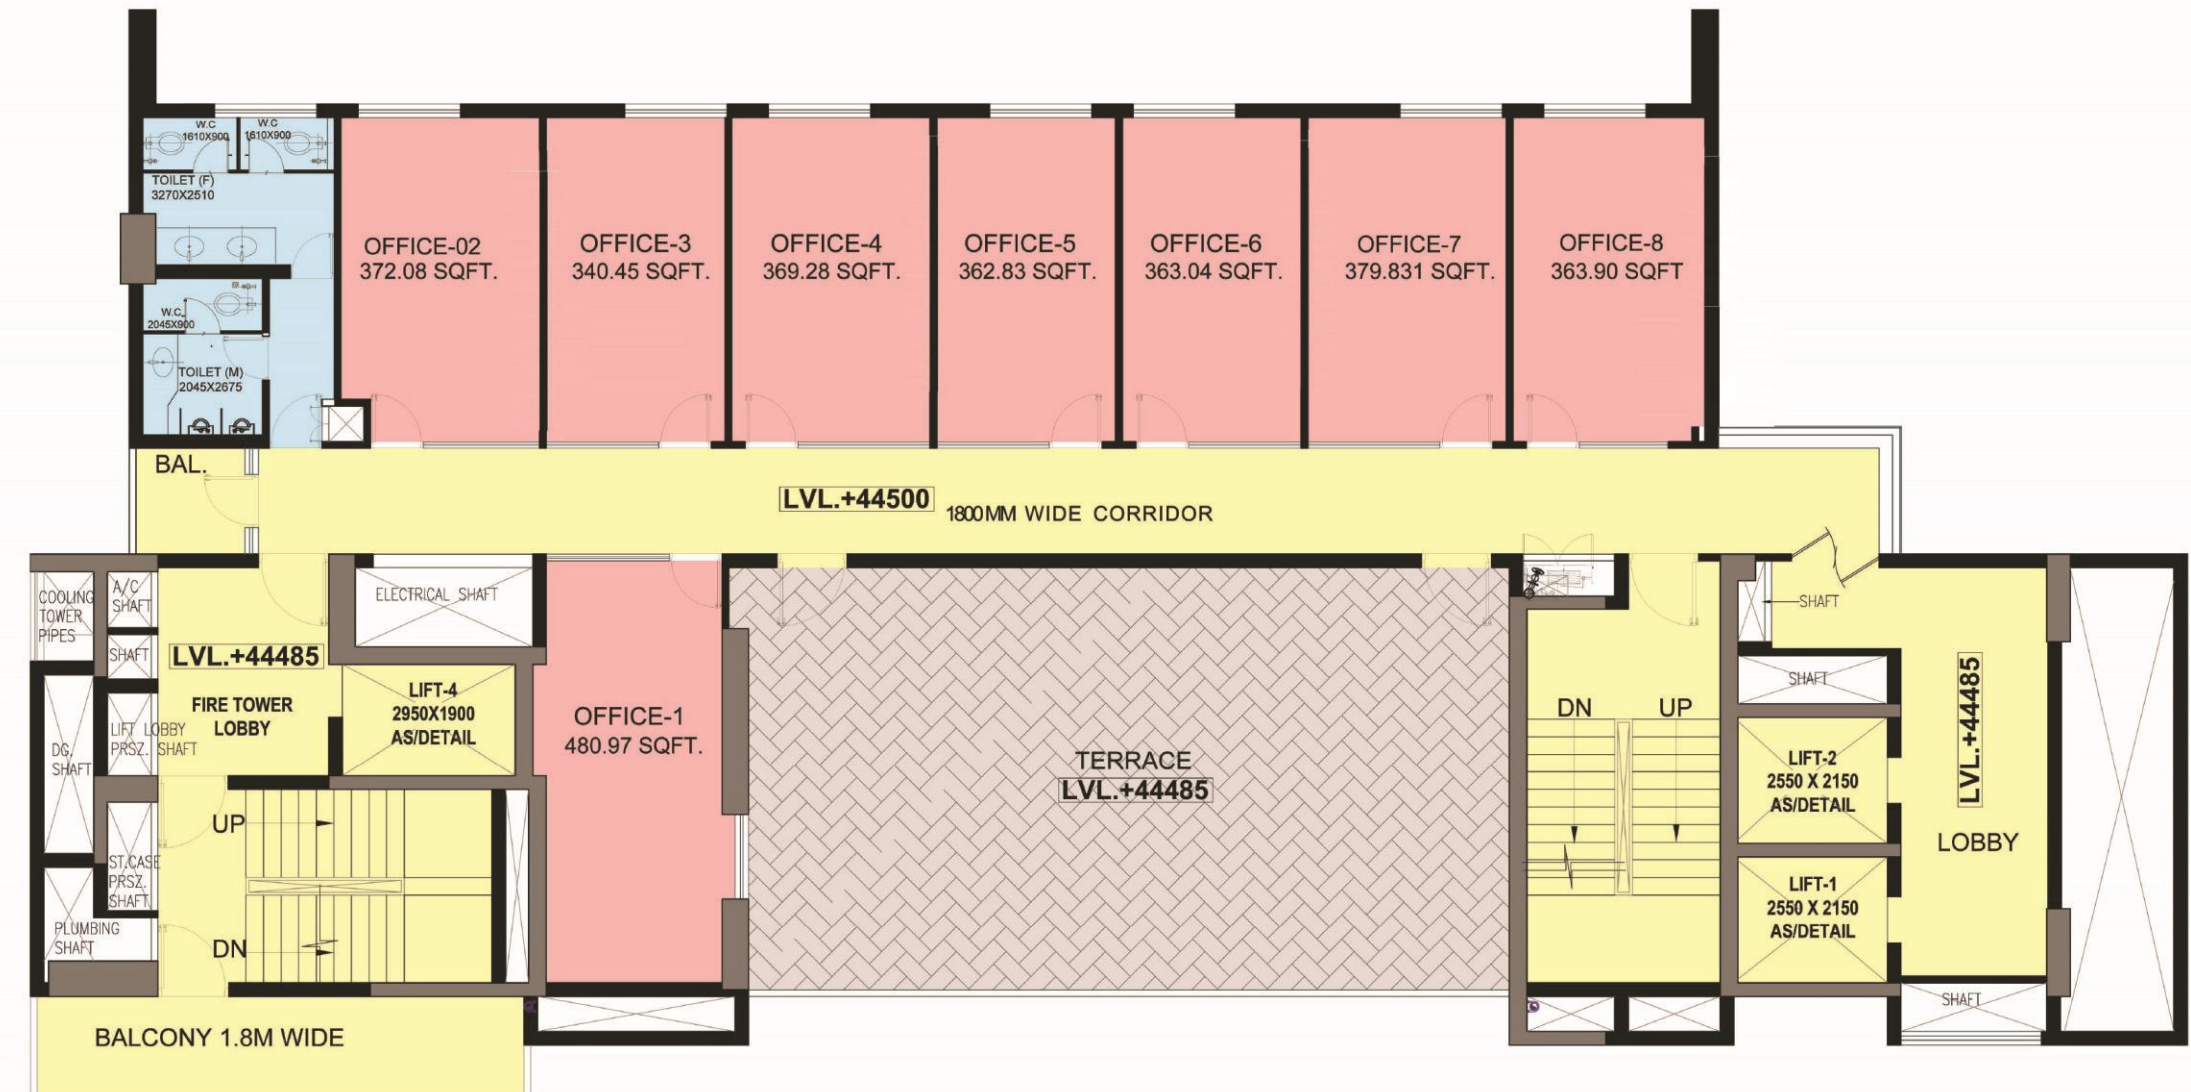 W.C
1610X900
W.C
1610X900
TOILET (F)
3270X2510
W.C
2045X900
TOILET (M)
2045X2675
OFFICE-02
372.08 SQFT.
OFFICE-3
340.45 SQFT.
OFFICE-4
369.28 SQFT.
OFFICE-5
362.83 SQFT.
OFFICE-6
363.04 SQFT.
OFFICE-7
379.831 SQFT.
OFFICE-8
363.90 SQFT
BAL.
LVL.+44500
1800MM WIDE CORRIDOR
COOLING
TOWER
PIPES
A/C
SHAFT
SHAFT
LVL.+44485
FIRE TOWER
LOBBY
LIFT LOBBY
PRSZ. SHAFT
DG.
SHAFT
ST.CASE
PRSZ.
SHAFT
PLUMBING
SHAFT
UP
DN
ELECTRICAL SHAFT
LIFT-4
2950X1900
AS/DETAIL
OFFICE-1
480.97 SQFT.
TERRACE
LVL.+44485
DN
UP
SHAFT
SHAFT
LIFT-2
2550 X 2150
AS/DETAIL
LIFT-1
2550 X 2150
AS/DETAIL
LVL.+44485
LOBBY
SHAFT
BALCONY 1.8M WIDE